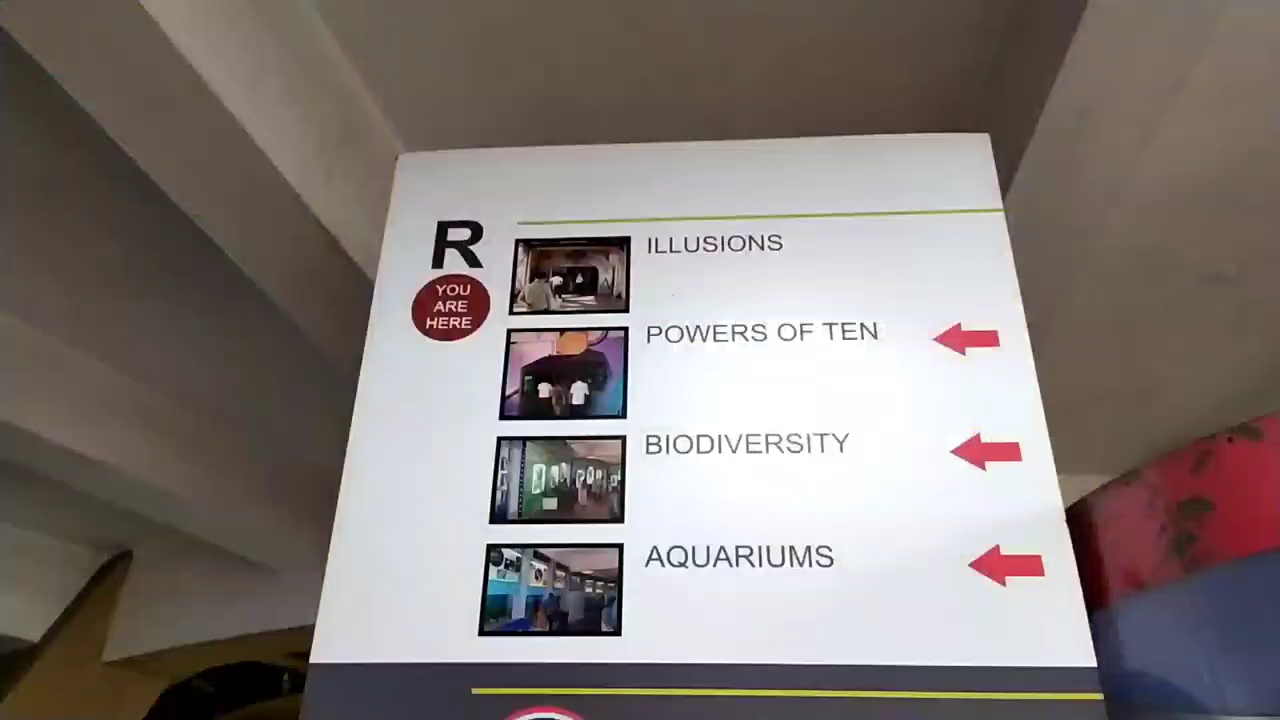 R
YOU
ARE
HERE
ILLUSIONS
POWERS OF TEN
BIODIVERSITY
AQUARIUMS